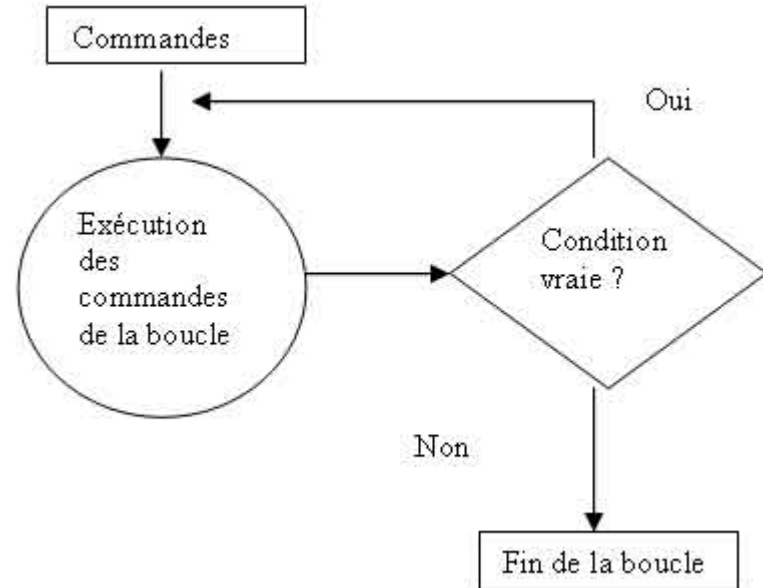 Commandes
Oui
Exécution
des
commandes
de la boucle
Condition
vraie ?
Non
Fin de la boucle